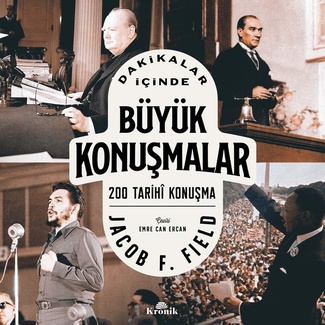 DAKİKALAR
İÇİNDE
BÜYÜK
KONUŞMALAR
200 TARİHÎ KONUŞMA
Çeviri
EMRE CAN ERCAN
JACOB F. FIELD
Kronik